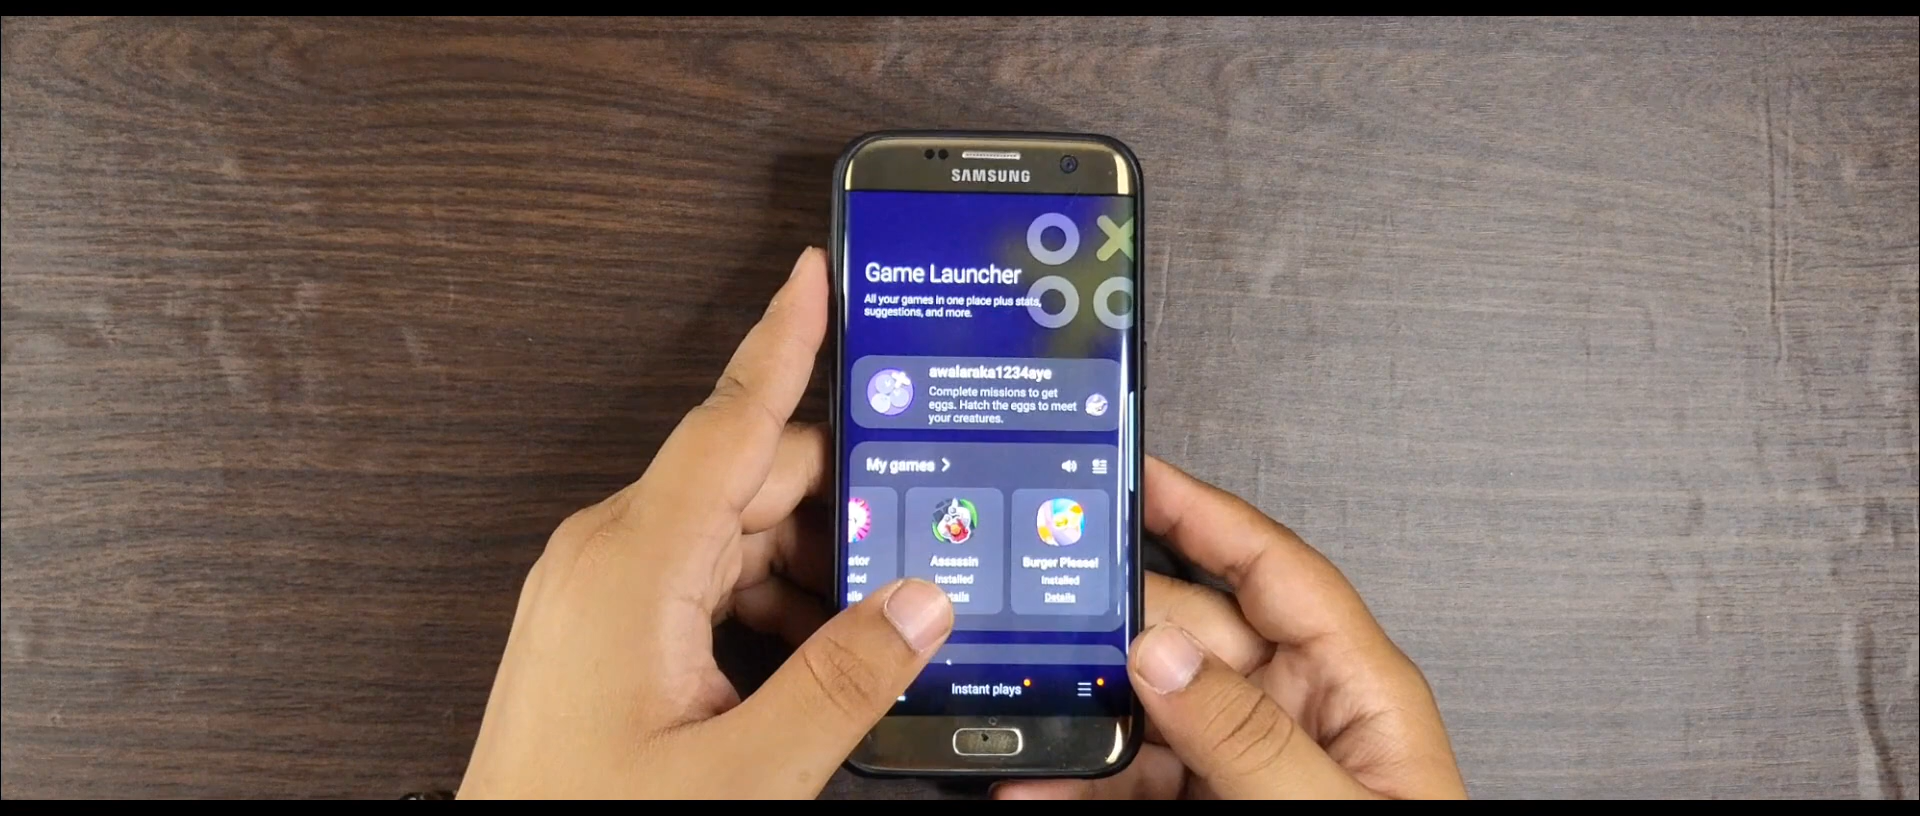 SAMSUNG
Game Launcher
All your games in one place plus stats,
suggestions, and more.
awalaraka1234aye
Complete missions to get
eggs. Hatch the eggs to meet
your creatures.
My games
Assassin
Burger Please!
Installed
Installed
Details
Instant plays